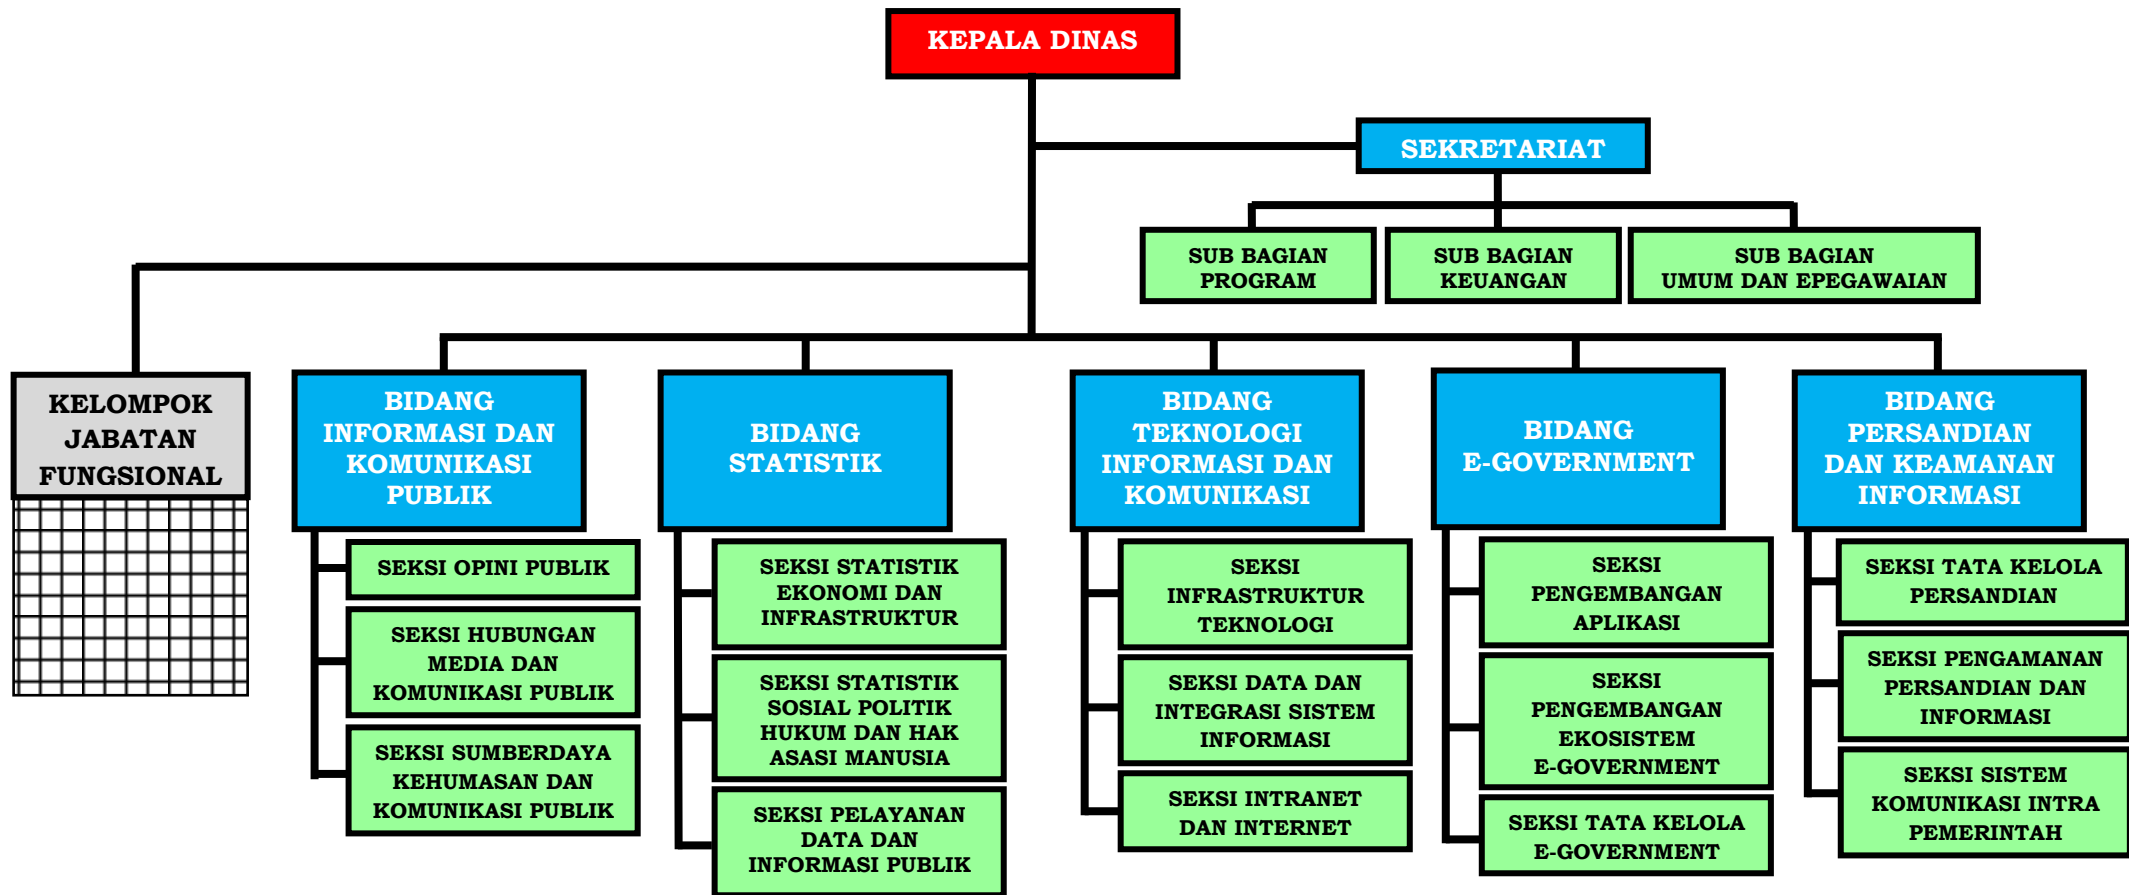 KEPALA DINAS
SEKRETARIAT
SUB BAGIAN
PROGRAM
SUB BAGIAN
KEUANGAN
SUB BAGIAN
UMUM DAN EPEGAWAIAN
KELOMPOK
JABATAN
FUNGSIONAL
BIDANG
INFORMASI DAN
KOMUNIKASI
PUBLIK
SEKSI OPINI PUBLIK
SEKSI HUBUNGAN
MEDIA DAN
KOMUNIKASI PUBLIK
SEKSI SUMBERDAYA
KEHUMASAN DAN
KOMUNIKASI PUBLIK
BIDANG
STATISTIK
SEKSI STATISTIK
EKONOMI DAN
INFRASTRUKTUR
SEKSI STATISTIK
SOSIAL POLITIK
HUKUM DAN HAK
ASASI MANUSIA
SEKSI PELAYANAN
DATA DAN
INFORMASI PUBLIK
BIDANG
TEKNOLOGI
INFORMASI DAN
KOMUNIKASI
SEKSI
INFRASTRUKTUR
TEKNOLOGI
SEKSI DATA DAN
INTEGRASI SISTEM
INFORMASI
SEKSI INTRANET
DAN INTERNET
BIDANG
E-GOVERNMENT
SEKSI
PENGEMBANGAN
APLIKASI
SEKSI
PENGEMBANGAN
EKOSISTEM
E-GOVERNMENT
SEKSI TATA KELOLA
E-GOVERNMENT
BIDANG
PERSANDIAN
DAN KEAMANAN
INFORMASI
SEKSI TATA KELOLA
PERSANDIAN
SEKSI PENGAMANAN
PERSANDIAN DAN
INFORMASI
SEKSI SISTEM
KOMUNIKASI INTRA
PEMERINTAH